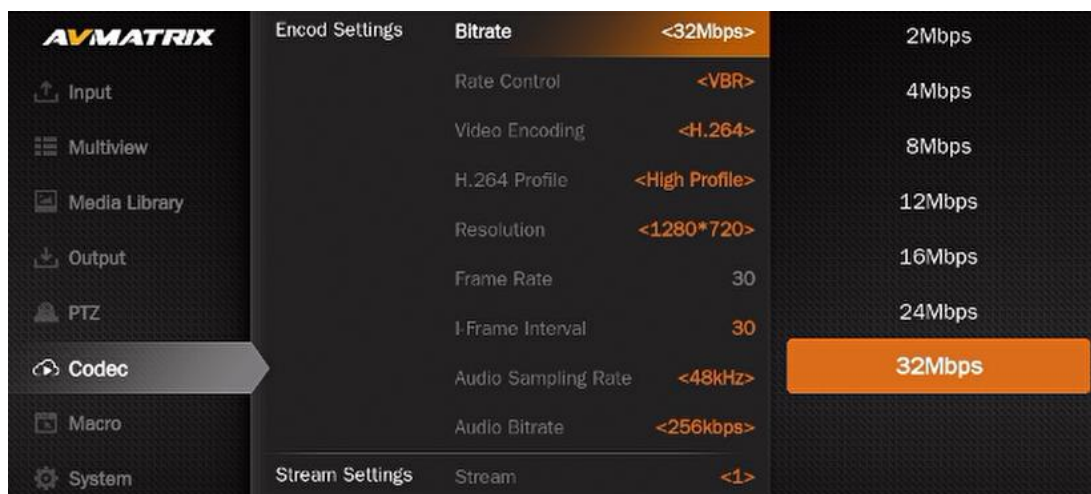 AVMATRIX
Input
Multiview
Media Library
Output
PTZ
Codec
Macro
System
Encod Settings
Bitrate <32Mbps>
Rate Control <VBR>
Video Encoding <H.264>
H.264 Profile <High Profile>
Resolution <1280*720>
Frame Rate 30
I-Frame Interval 30
Audio Sampling Rate <48kHz>
Audio Bitrate <256kbps>
Stream Settings
Stream <1>
2Mbps
4Mbps
8Mbps
12Mbps
16Mbps
24Mbps
32Mbps